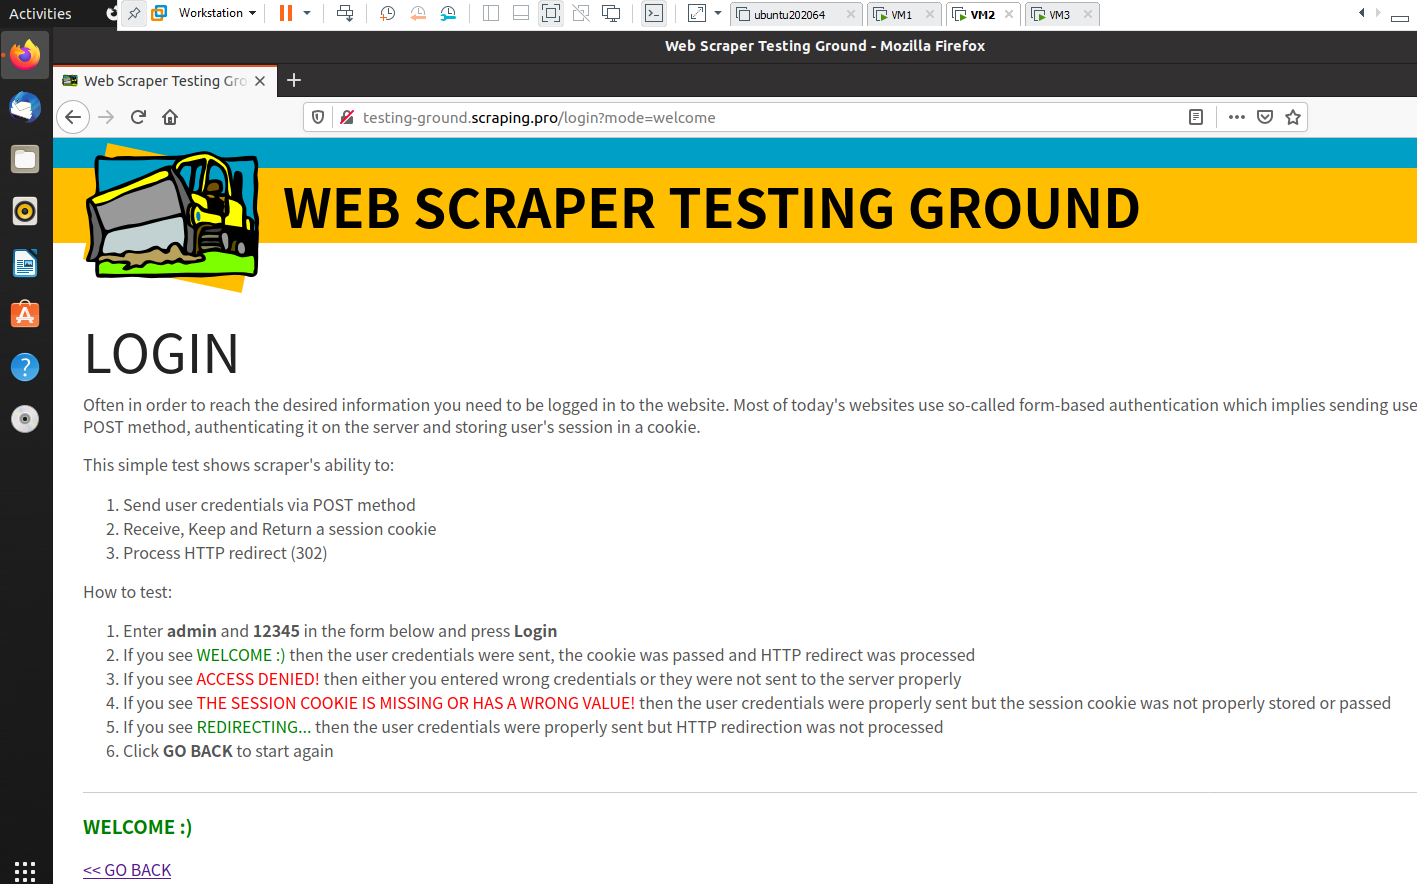 Activities
Workstation
ubuntu202064
VM1
VM2
VM3
Web Scraper Testing Ground - Mozilla Firefox
Web Scraper Testing Gro
testing-ground.scraping.pro/login?mode=welcome
WEB SCRAPER TESTING GROUND
LOGIN
Often in order to reach the desired information you need to be logged in to the website. Most of today's websites use so-called form-based authentication which implies sending use
POST method, authenticating it on the server and storing user's session in a cookie.
This simple test shows scraper's ability to:
1. Send user credentials via POST method
2. Receive, Keep and Return a session cookie
3. Process HTTP redirect (302)
How to test:
1. Enter admin and 12345 in the form below and press Login
2. If you see WELCOME :) then the user credentials were sent, the cookie was passed and HTTP redirect was processed
3. If you see ACCESS DENIED! then either you entered wrong credentials or they were not sent to the server properly
4. If you see THE SESSION COOKIE IS MISSING OR HAS A WRONG VALUE! then the user credentials were properly sent but the session cookie was not properly stored or passed
5. If you see REDIRECTING... then the user credentials were properly sent but HTTP redirection was not processed
6. Click GO BACK to start again
WELCOME :)
<< GO BACK